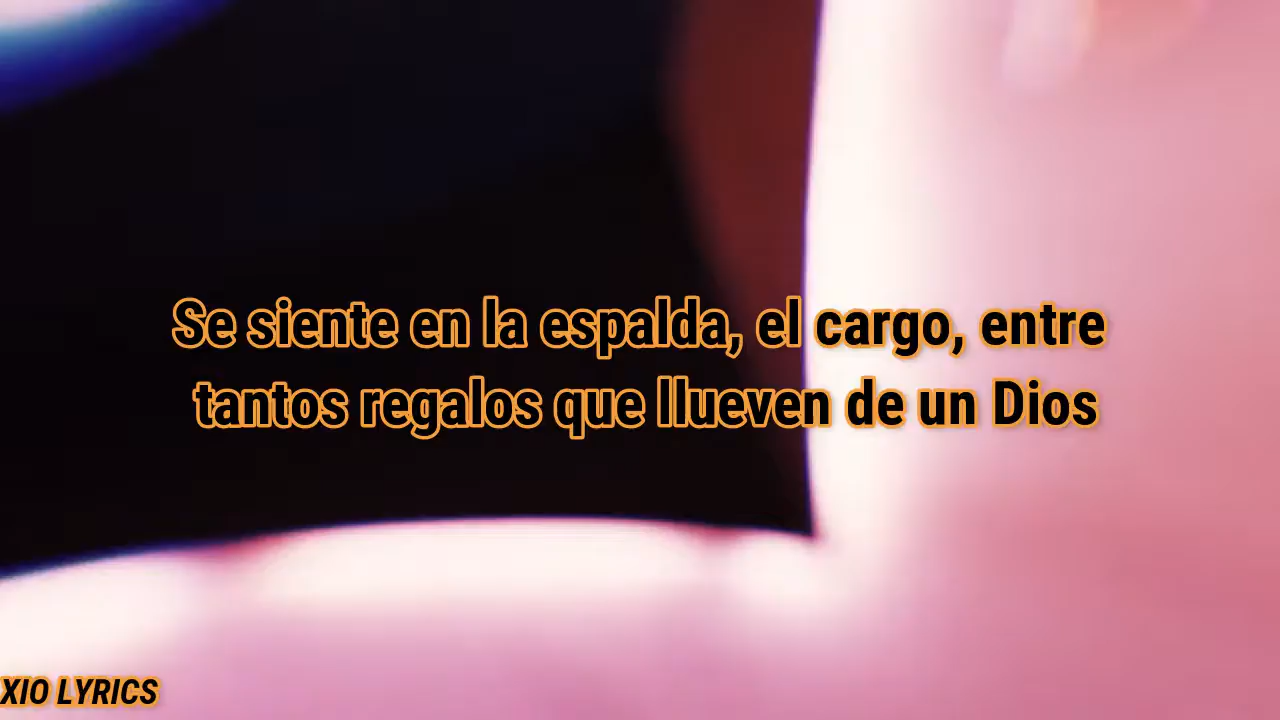 Se siente en la espalda, el cargo, entre
tantos regalos que llueven de un Dios
XIO LYRICS